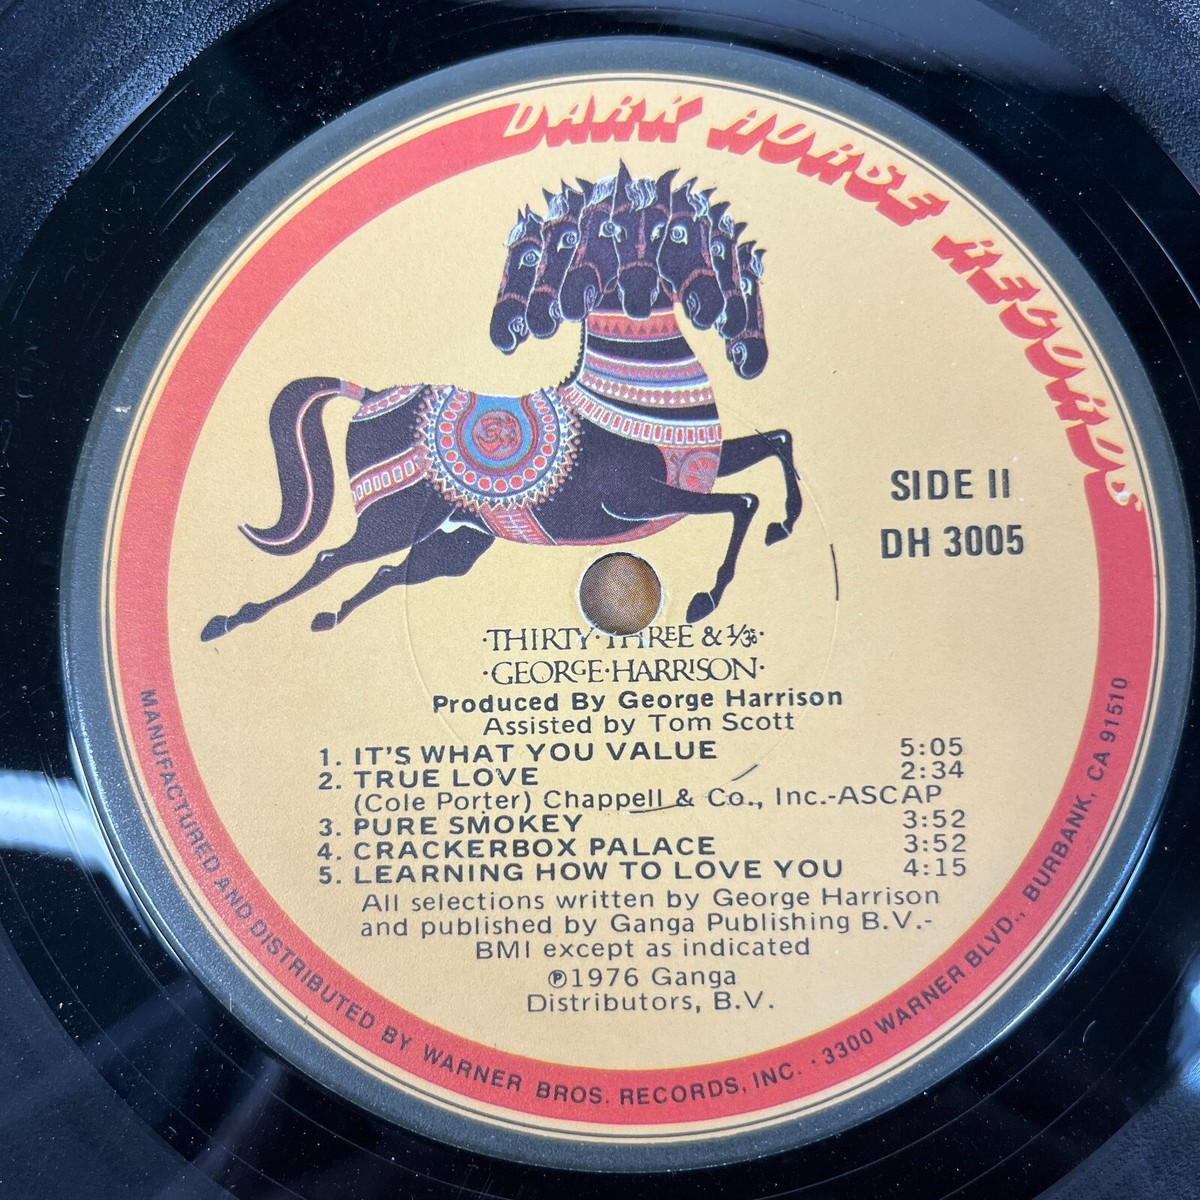 DARK HORSE RECORDS
SIDE II
DH 3005
·THIRTY·THREE & 1/3·
·GEORGE·HARRISON·
Produced By George Harrison
Assisted by Tom Scott
1. IT'S WHAT YOU VALUE 5:05
2. TRUE LOVE 2:34
(Cole Porter) Chappell & Co., Inc.-ASCAP
3. PURE SMOKEY 3:52
4. CRACKERBOX PALACE 3:52
5. LEARNING HOW TO LOVE YOU 4:15
All selections written by George Harrison
and published by Ganga Publishing B.V.-
BMI except as indicated
℗1976 Ganga
Distributors, B.V.
MANUFACTURED AND DISTRIBUTED BY WARNER BROS. RECORDS, INC. · 3300 WARNER BLVD., BURBANK, CA 91510